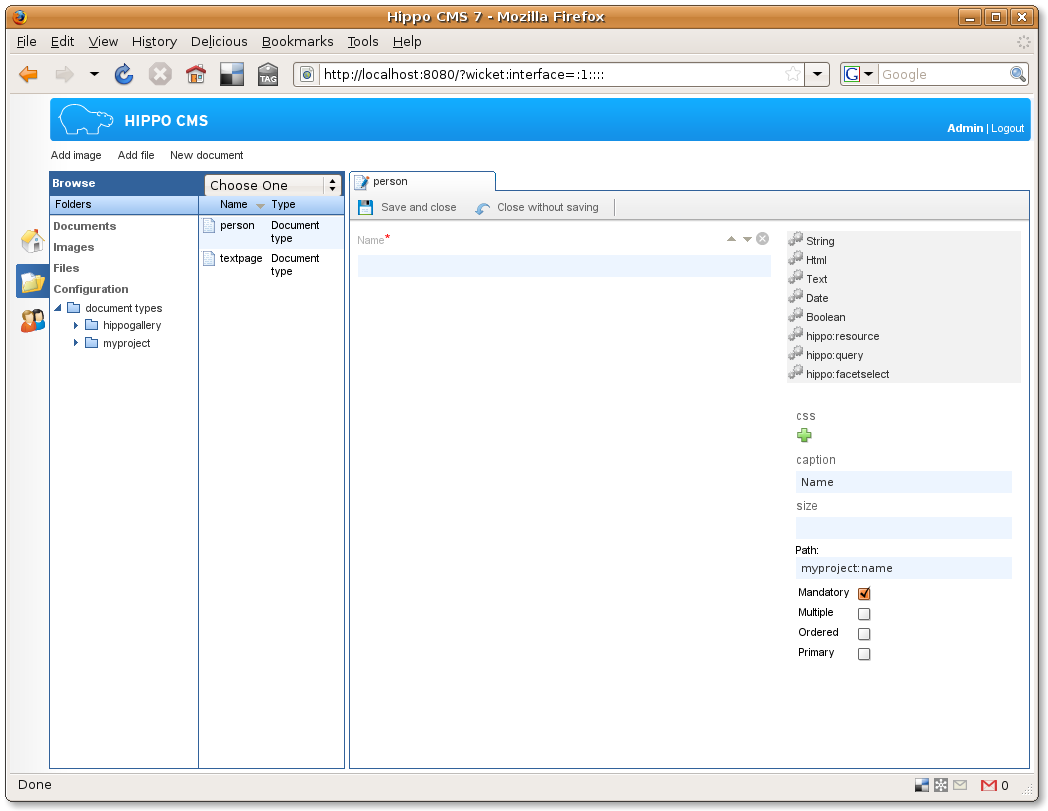 Hippo CMS 7 - Mozilla Firefox
File Edit View History Delicious Bookmarks Tools Help
TAG
http://localhost:8080/?wicket:interface=:1::::
G Google
HIPPO CMS
Admin | Logout
Add image Add file New document
Browse
Choose One
Folders
Name Type
Documents
Images
Files
Configuration
document types
hippogallery
myproject
person Document type
textpage Document type
person
Save and close Close without saving
Name*
String
Html
Text
Date
Boolean
hippo:resource
hippo:query
hippo:facetselect
css
caption
Name
size
Path:
myproject:name
Mandatory
Multiple
Ordered
Primary
Done
0